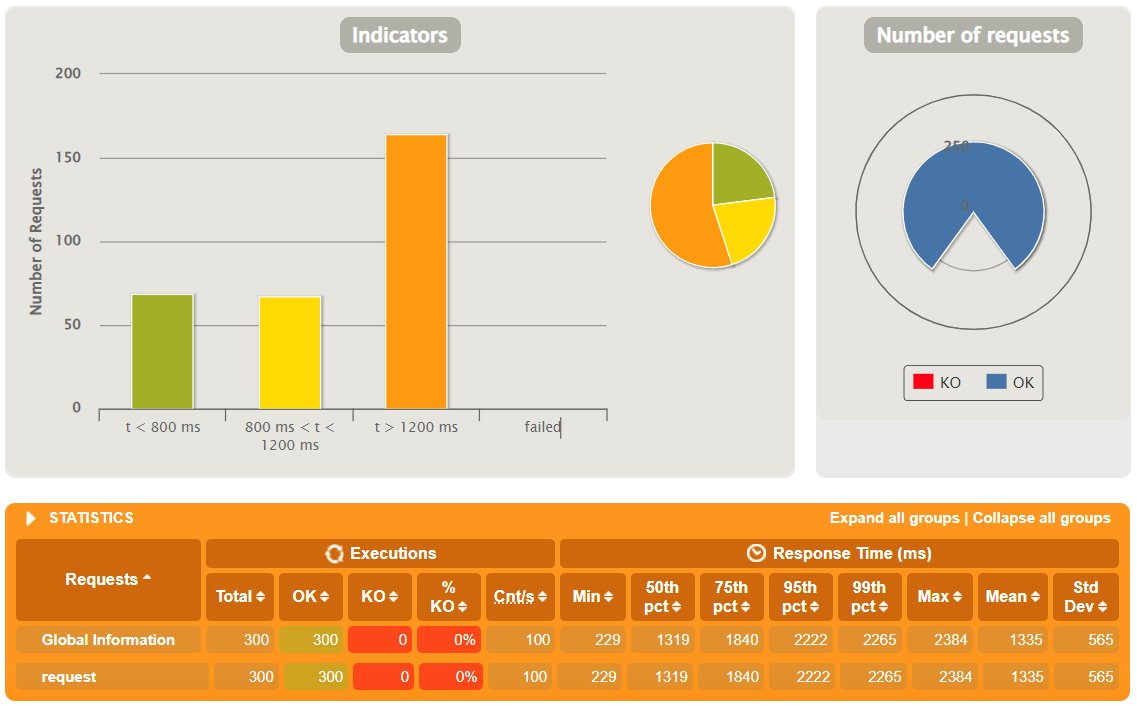 Indicators
200
150
100
50
0
Number of Requests
t < 800 ms
800 ms < t <
1200 ms
t > 1200 ms
failed
Number of requests
250
0
KO
OK
STATISTICS
Expand all groups | Collapse all groups
Requests
Executions
Response Time (ms)
Total
OK
KO
%
KO
Cnt/s
Min
50th
pct
75th
pct
95th
pct
99th
pct
Max
Mean
Std
Dev
Global Information 300 300 0 0% 100 229 1319 1840 2222 2265 2384 1335 565
request 300 300 0 0% 100 229 1319 1840 2222 2265 2384 1335 565